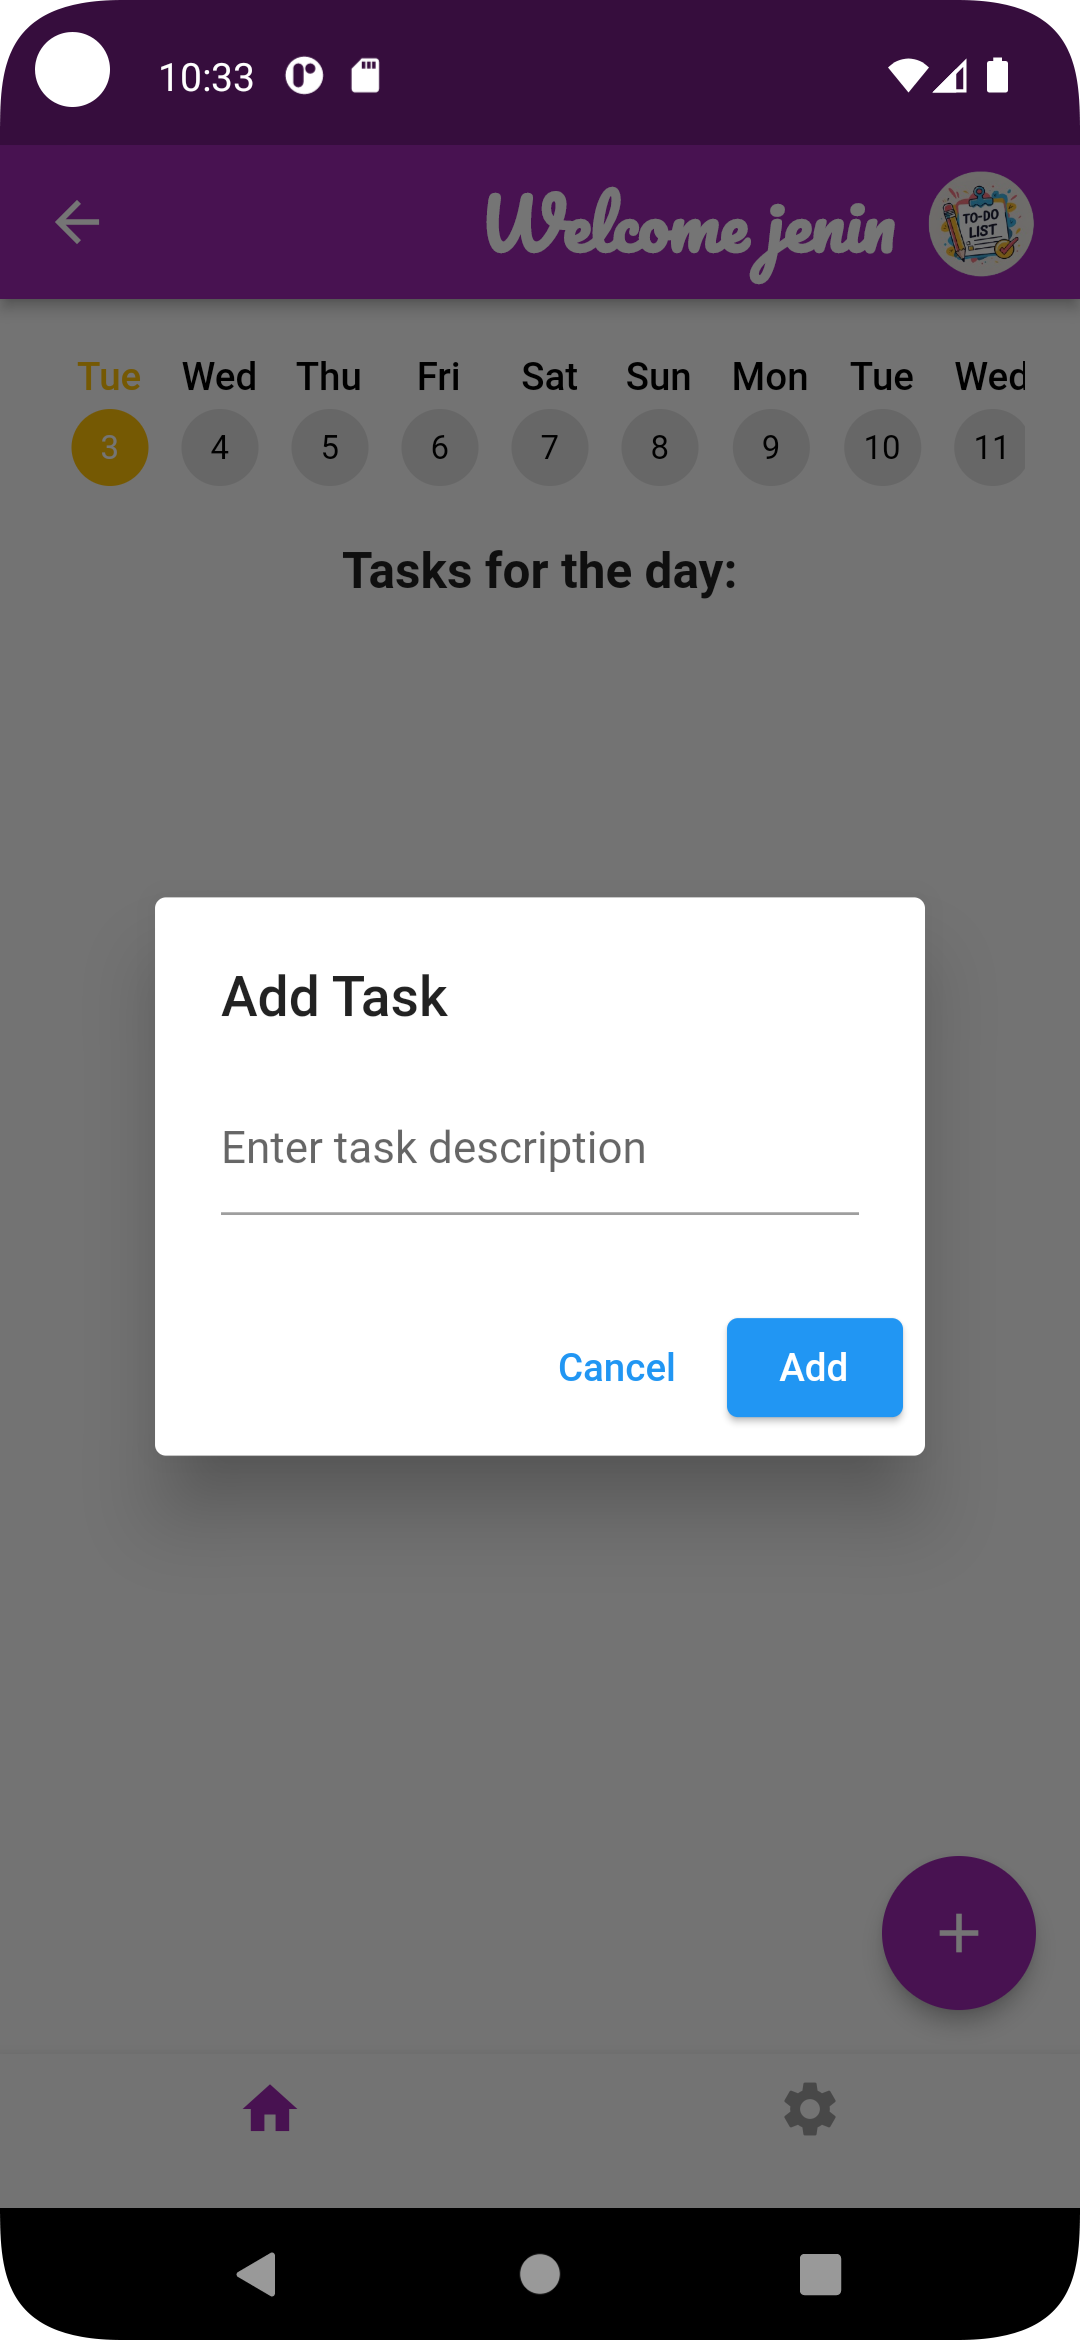 10:33
Welcome jenin
TO-DO
LIST
Tue Wed Thu Fri Sat Sun Mon Tue Wed
3 4 5 6 7 8 9 10 11
Tasks for the day:
Add Task
Enter task description
Cancel Add